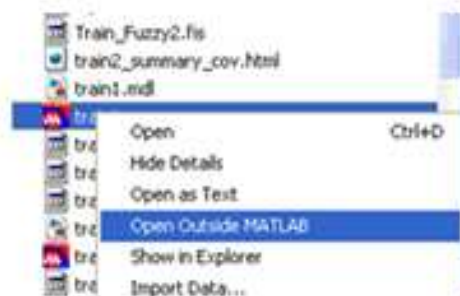 Train_Fuzzy2.fis
train2_summary_cov.html
train1.mdl
tra
Open Ctrl+D
tra
Hide Details
tra
Open as Text
tra
Open Outside MATLAB
tra
Show in Explorer
tra
Import Data...